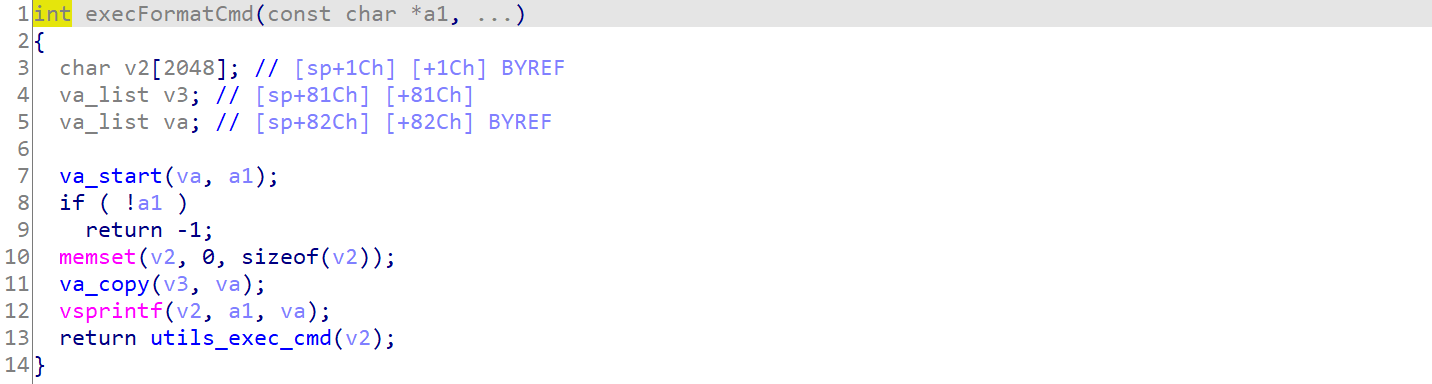 1 int execFormatCmd(const char *a1, ...)
2 {
3   char v2[2048]; // [sp+1Ch] [+1Ch] BYREF
4   va_list v3; // [sp+81Ch] [+81Ch]
5   va_list va; // [sp+82Ch] [+82Ch] BYREF
6
7   va_start(va, a1);
8   if ( !a1 )
9     return -1;
10   memset(v2, 0, sizeof(v2));
11   va_copy(v3, va);
12   vsprintf(v2, a1, va);
13   return utils_exec_cmd(v2);
14 }